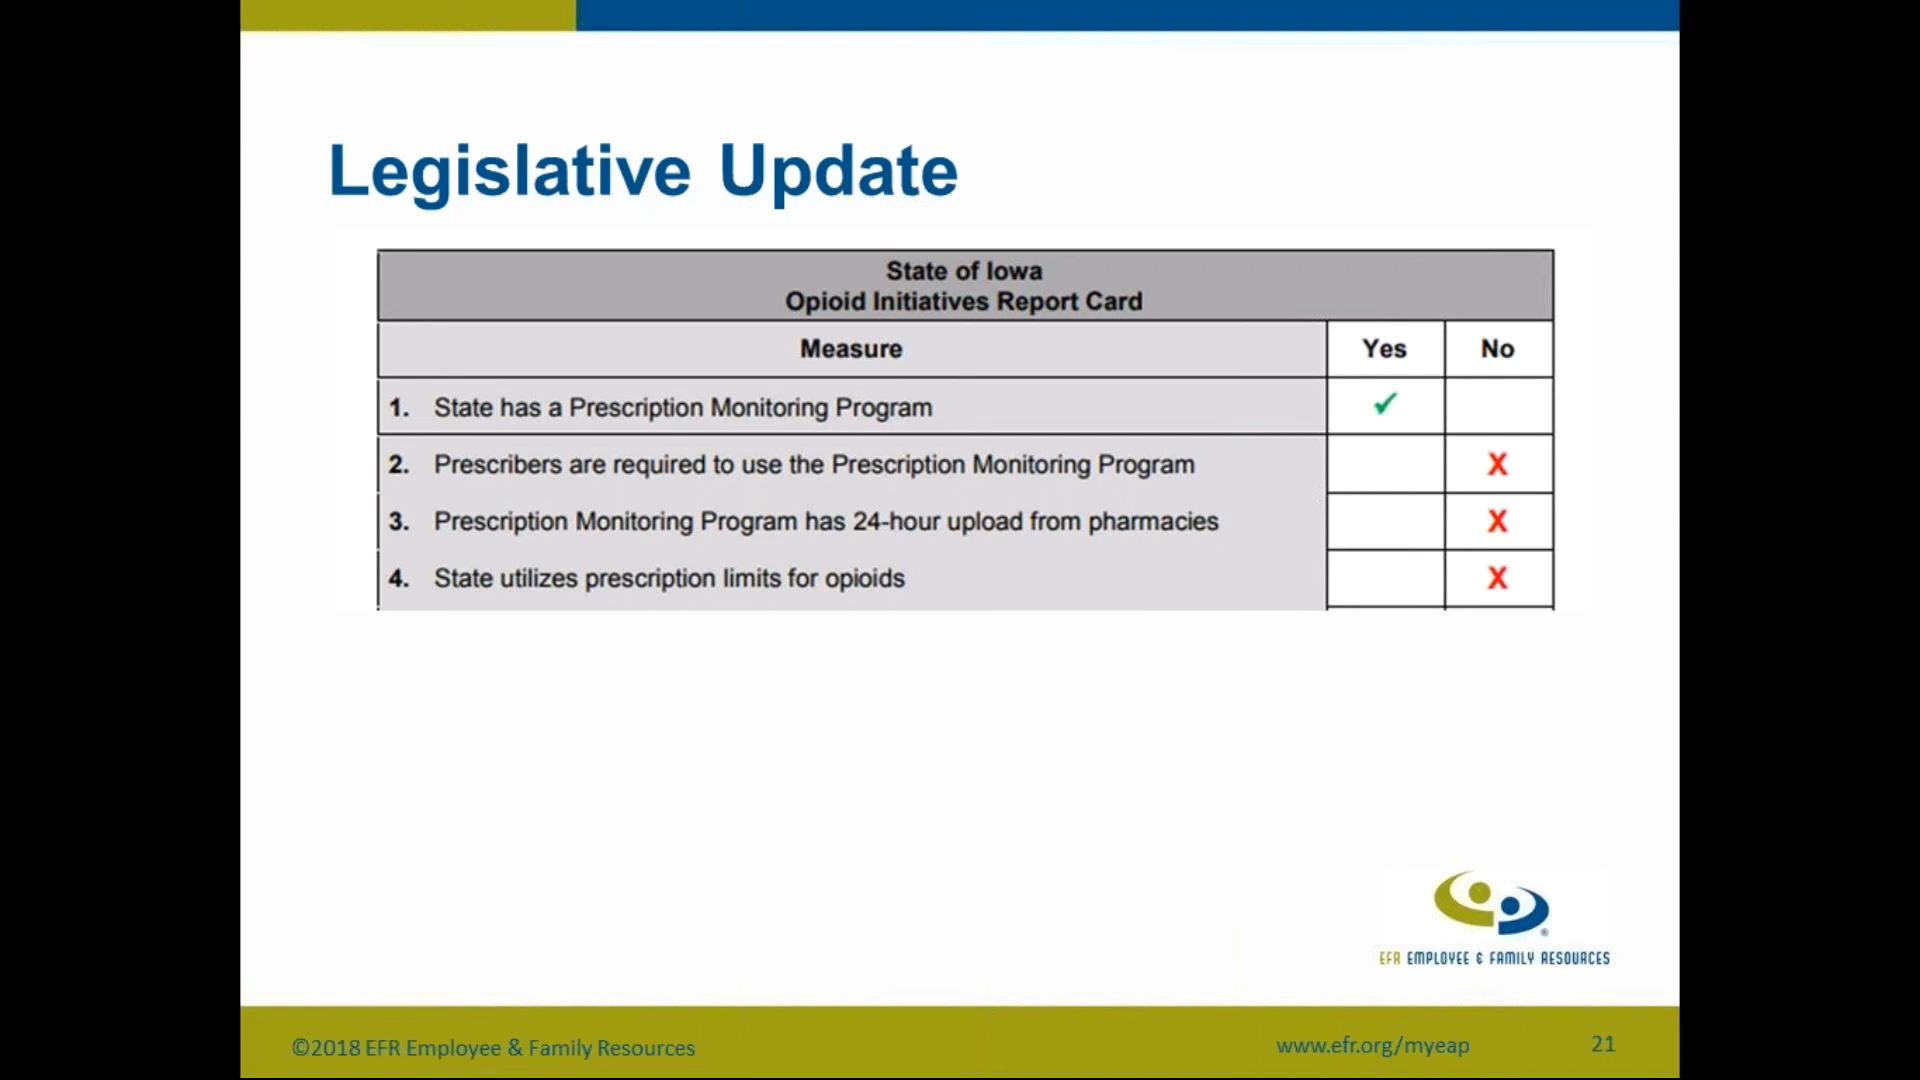 Legislative Update
State of Iowa
Opioid Initiatives Report Card
Measure Yes No
1. State has a Prescription Monitoring Program ✓
2. Prescribers are required to use the Prescription Monitoring Program X
3. Prescription Monitoring Program has 24-hour upload from pharmacies X
4. State utilizes prescription limits for opioids X
®
EFR EMPLOYEE & FAMILY RESOURCES
©2018 EFR Employee & Family Resources www.efr.org/myeap 21